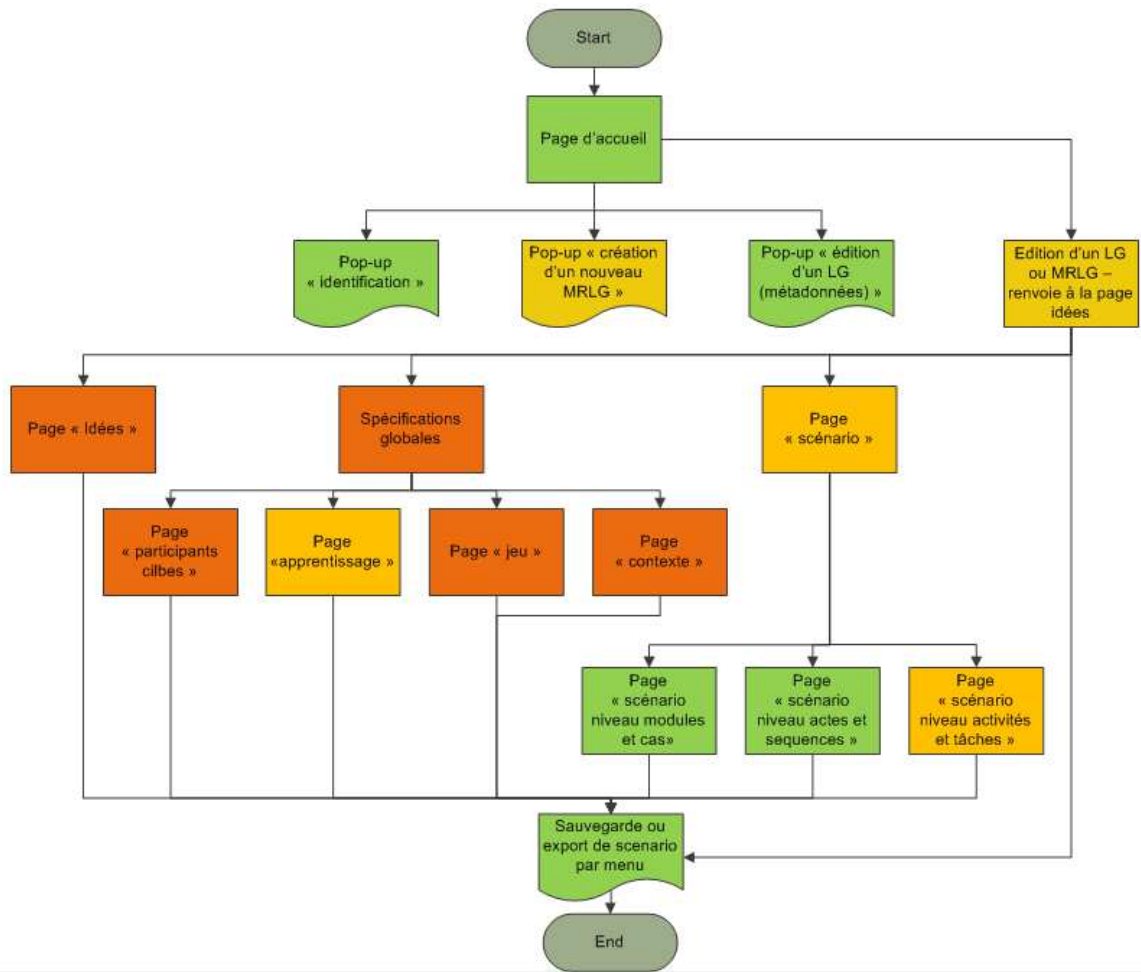 Start
Page d'accueil
Pop-up
« identification »
Pop-up « création
d'un nouveau
MRLG »
Pop-up « édition
d'un LG
(métadonnées) »
Edition d'un LG
ou MRLG –
renvoie à la page
idées
Page « Idées »
Spécifications
globales
Page
« scénario »
Page
« participants
cilbes »
Page
«apprentissage »
Page « jeu »
Page
« contexte »
Page
« scénario
niveau modules
et cas»
Page
« scénario
niveau actes et
sequences »
Page
« scénario
niveau activités
et tâches »
Sauvegarde ou
export de scenario
par menu
End